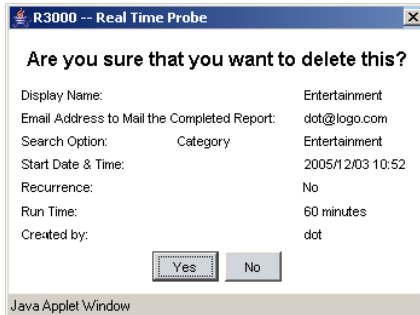 R3000 -- Real Time Probe
Are you sure that you want to delete this?
Display Name: Entertainment
Email Address to Mail the Completed Report: dot@logo.com
Search Option: Category Entertainment
Start Date & Time: 2005/12/03 10:52
Recurrence: No
Run Time: 60 minutes
Created by: dot
Yes No
Java Applet Window